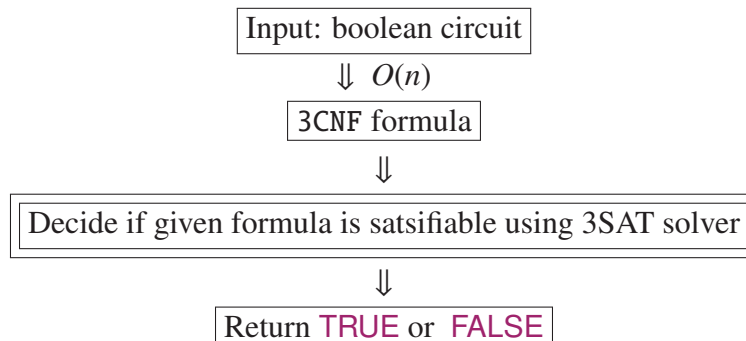 Input: boolean circuit
⇓ O(n)
3CNF formula
⇓
Decide if given formula is satsifiable using 3SAT solver
⇓
Return TRUE or FALSE